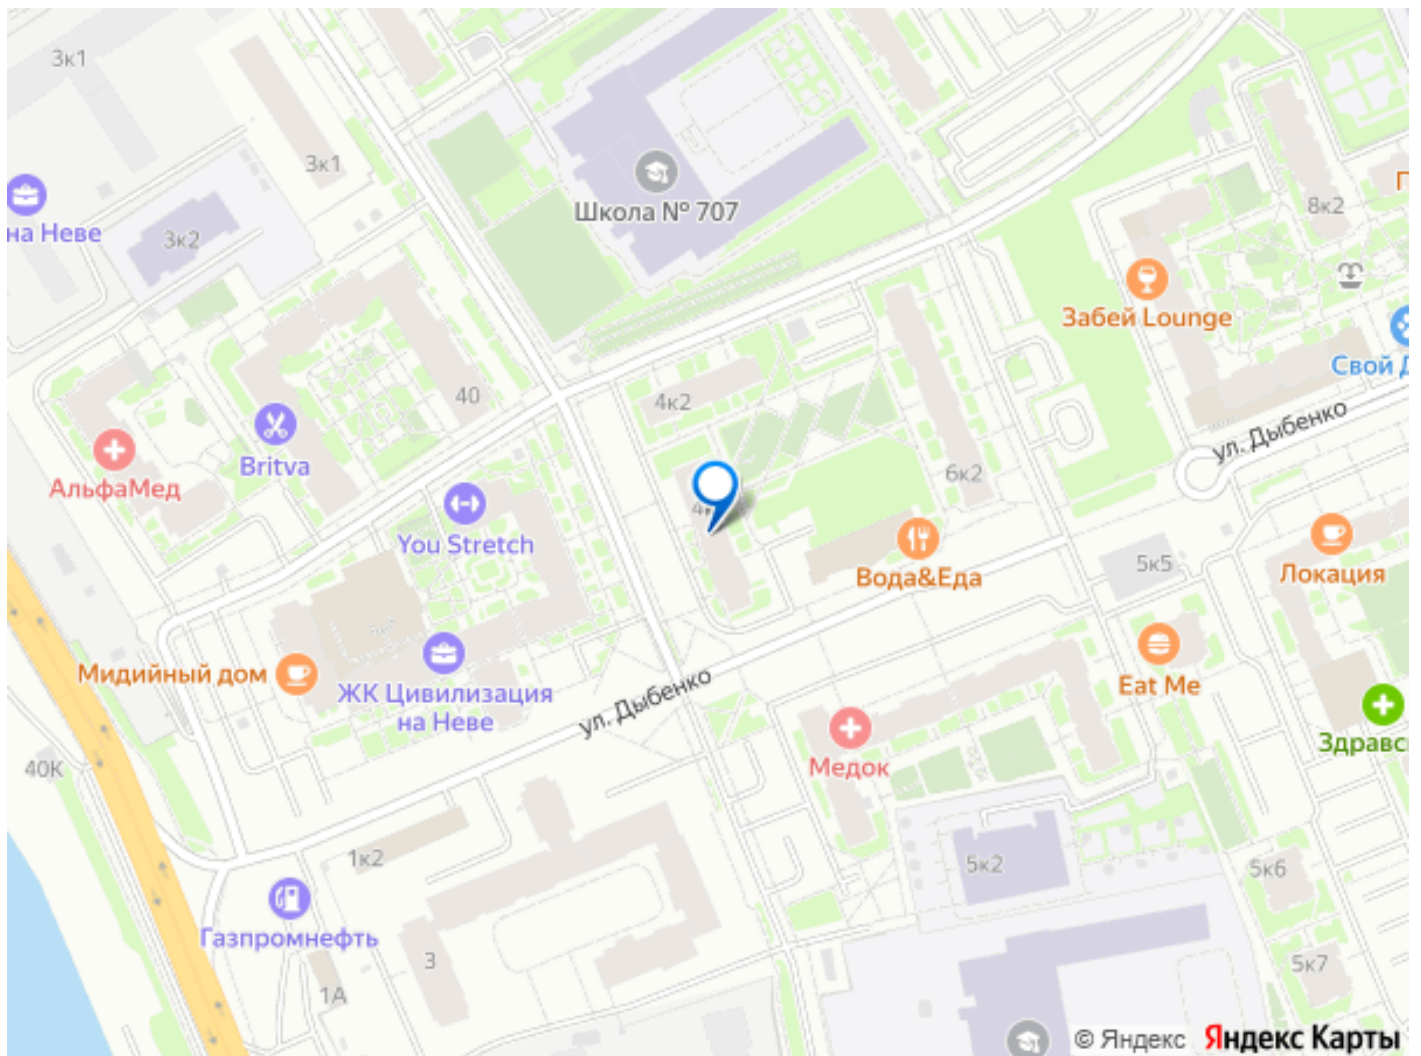 3к1
3к1
Школа № 707
8к2
на Неве
3к2
Забей Lounge
Свой
40
4к2
ул. Дыбенко
Britva
АльфаМед
6к2
You Stretch
Вода&Еда
5к5
Локация
Мидийный дом
ЖК Цивилизация
на Неве
ул. Дыбенко
Eat Me
Медок
40К
1к2
5к2
5к6
Газпромнефть
3
1А
5к7
© Яндекс Яндекс Карты